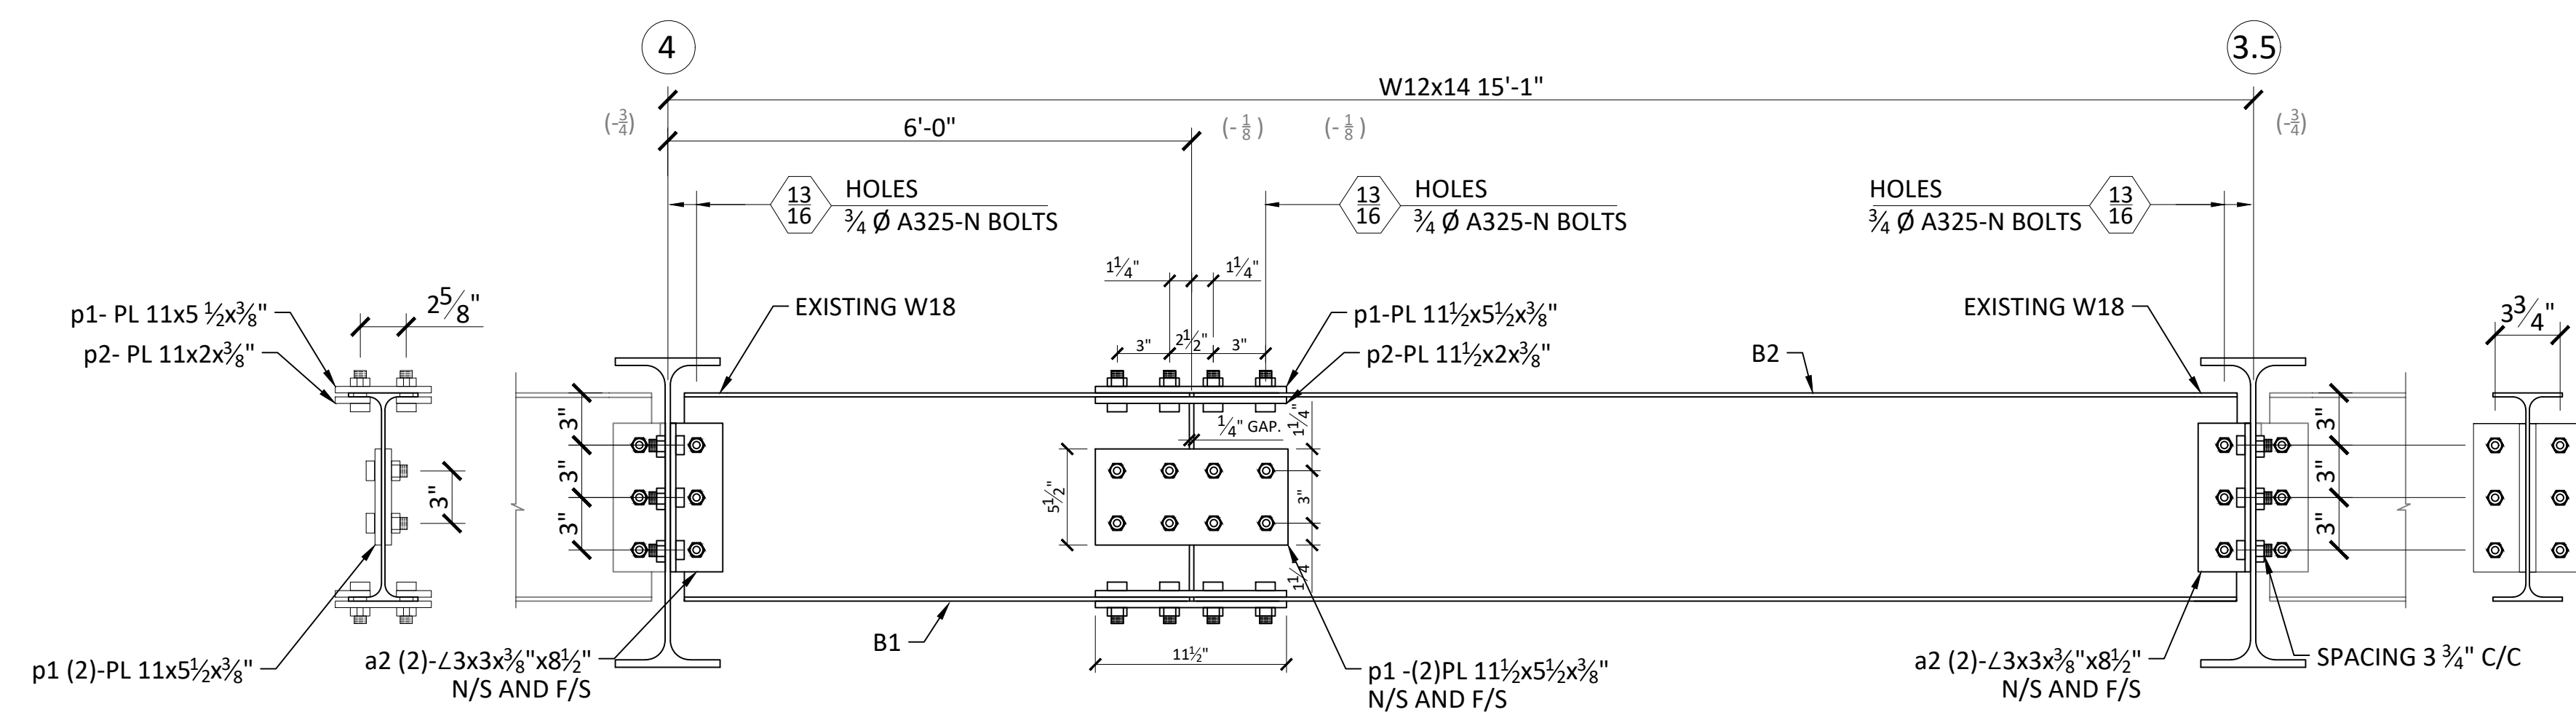 4
3.5
W12x14 15'-1"
(-3/4)
6'-0"
(- 1/8 )
(- 1/8 )
(-3/4)
13/16
HOLES
3/4 Ø A325-N BOLTS
13/16
HOLES
3/4 Ø A325-N BOLTS
HOLES
3/4 Ø A325-N BOLTS
13/16
1 1/4"
1 1/4"
p1- PL 11x5 1/2x3/8"
p2- PL 11x2x3/8"
2 5/8"
EXISTING W18
p1-PL 11 1/2x5 1/2x3/8"
p2-PL 11 1/2x2x3/8"
EXISTING W18
3 3/4"
3"
2 1/2"
3"
B2
3"
3"
3"
3"
1/4" GAP.
1 1/4"
5 1/2"
3"
1 1/4
3"
3"
3"
B1
11 1/2"
p1 (2)-PL 11x5 1/2x3/8"
a2 (2)-∠3x3x3/8"x8 1/2"
N/S AND F/S
p1 -(2)PL 11 1/2x5 1/2x3/8"
N/S AND F/S
a2 (2)-∠3x3x3/8"x8 1/2"
N/S AND F/S
SPACING 3 3/4" C/C